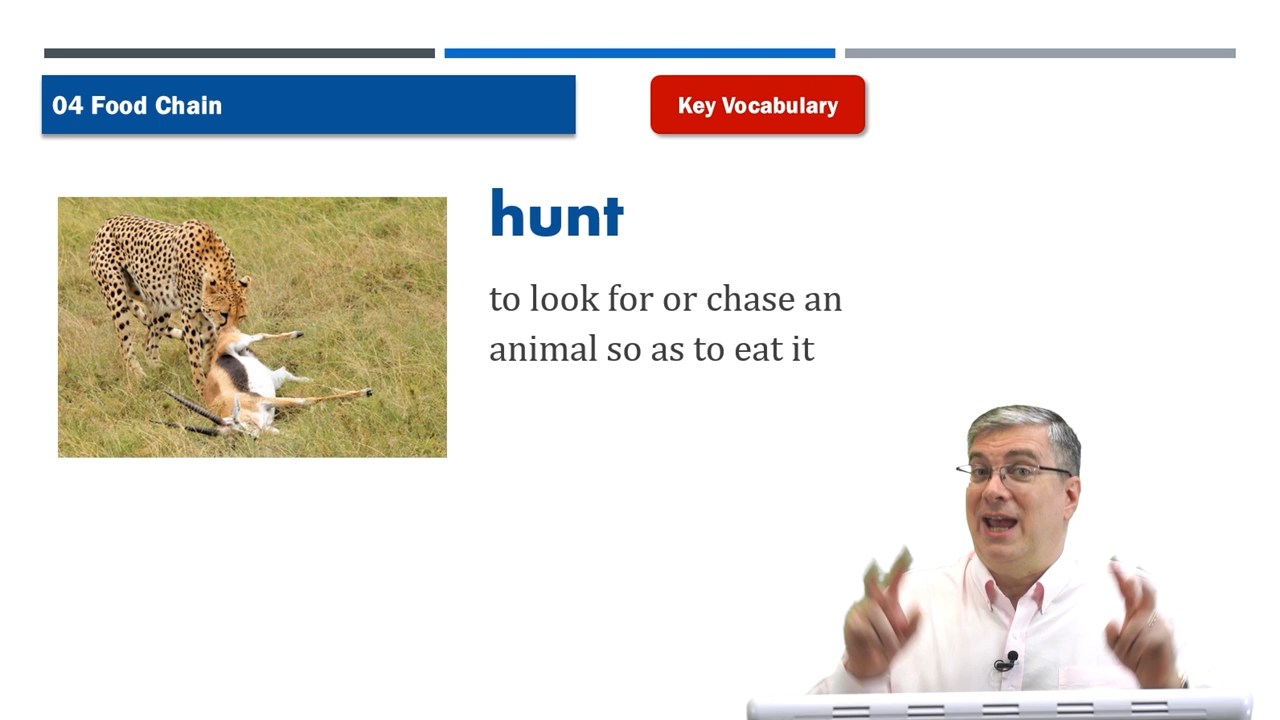 04 Food Chain
Key Vocabulary
hunt
to look for or chase an
animal so as to eat it